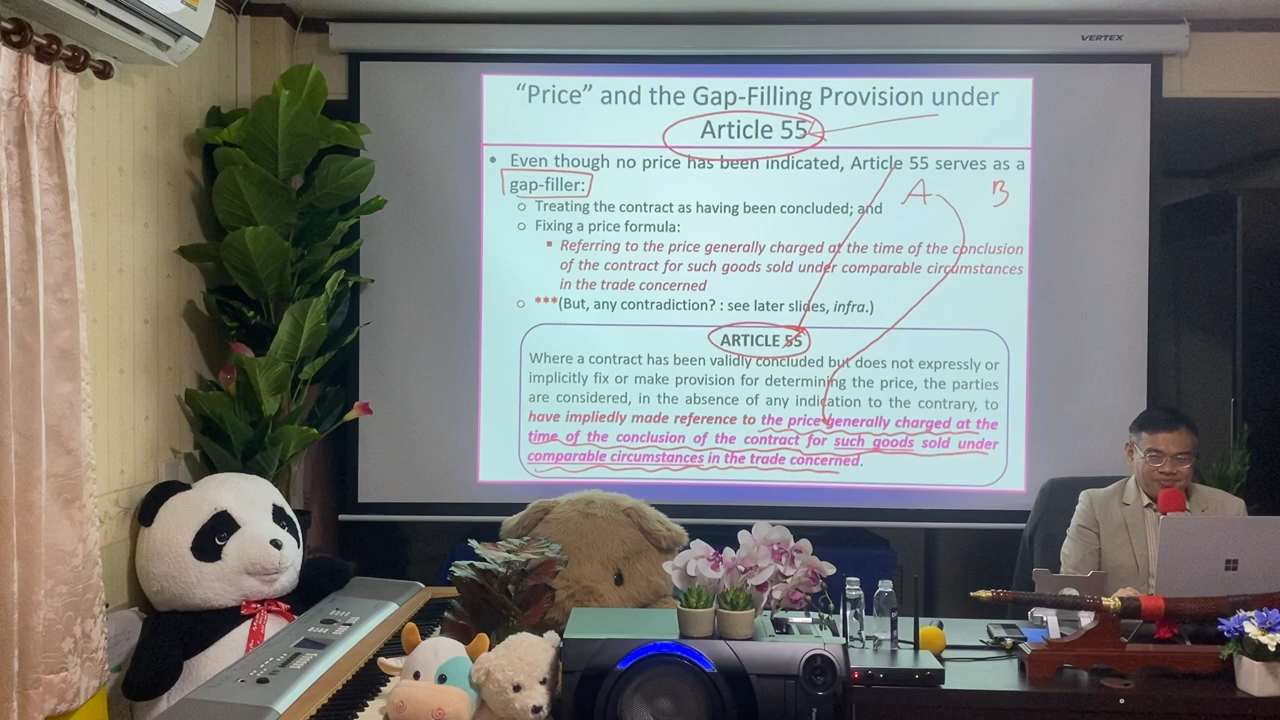 VERTEX
“Price” and the Gap-Filling Provision under
Article 55
• Even though no price has been indicated, Article 55 serves as a
gap-filler:
A B
o Treating the contract as having been concluded; and
o Fixing a price formula:
▪ Referring to the price generally charged at the time of the conclusion
of the contract for such goods sold under comparable circumstances
in the trade concerned
o ***(But, any contradiction? : see later slides, infra.)
ARTICLE 55
Where a contract has been validly concluded but does not expressly or
implicitly fix or make provision for determining the price, the parties
are considered, in the absence of any indication to the contrary, to
have impliedly made reference to the price generally charged at the
time of the conclusion of the contract for such goods sold under
comparable circumstances in the trade concerned.